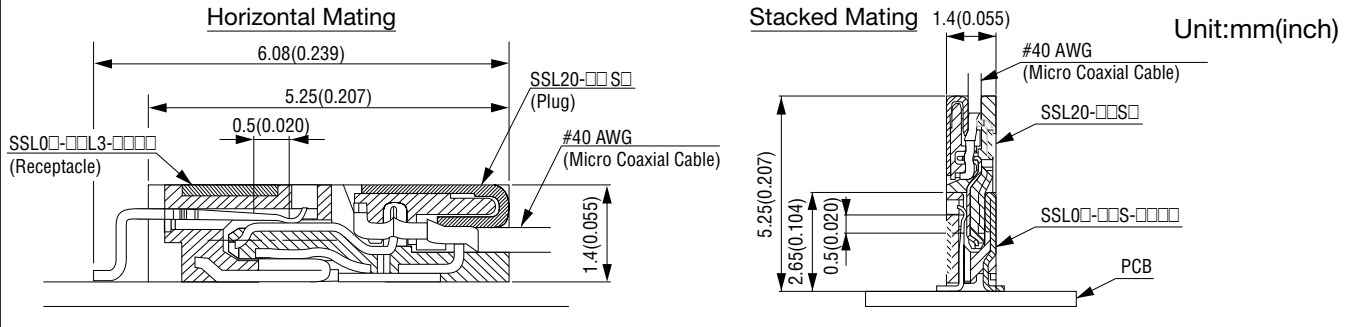 Horizontal Mating
6.08(0.239)
5.25(0.207)
0.5(0.020)
SSL20-□□S□
(Plug)
SSL0□-□□L3-□□□□
(Receptacle)
#40 AWG
(Micro Coaxial Cable)
1.4(0.055)
Stacked Mating
1.4(0.055)
Unit:mm(inch)
#40 AWG
(Micro Coaxial Cable)
SSL20-□□S□
5.25(0.207)
2.65(0.104)
0.5(0.020)
SSL0□-□□S-□□□□
PCB